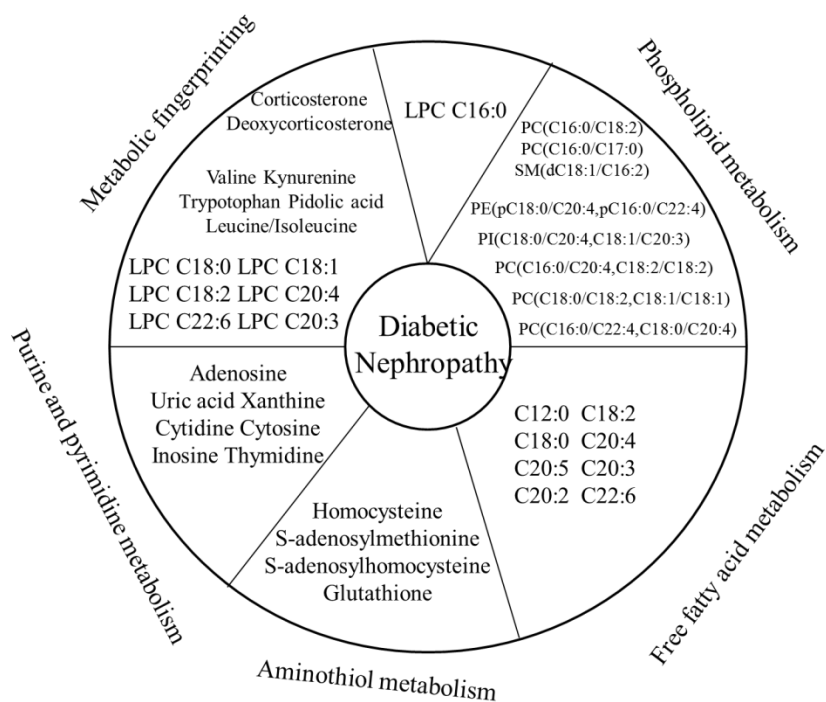 Metabolic fingerprinting
Corticosterone
Deoxycorticosterone
Valine Kynurenine
Trypotophan Pidolic acid
Leucine/Isoleucine
LPC C18:0 LPC C18:1
LPC C18:2 LPC C20:4
LPC C22:6 LPC C20:3
LPC C16:0
Phospholipid metabolism
PC(C16:0/C18:2)
PC(C16:0/C17:0)
SM(dC18:1/C16:2)
PE(pC18:0/C20:4,pC16:0/C22:4)
PI(C18:0/C20:4,C18:1/C20:3)
PC(C16:0/C20:4,C18:2/C18:2)
PC(C18:0/C18:2,C18:1/C18:1)
PC(C16:0/C22:4,C18:0/C20:4)
Diabetic
Nephropathy
Purine and pyrimidine metabolism
Adenosine
Uric acid Xanthine
Cytidine Cytosine
Inosine Thymidine
Aminothiol metabolism
Homocysteine
S-adenosylmethionine
S-adenosylhomocysteine
Glutathione
Free fatty acid metabolism
C12:0 C18:2
C18:0 C20:4
C20:5 C20:3
C20:2 C22:6